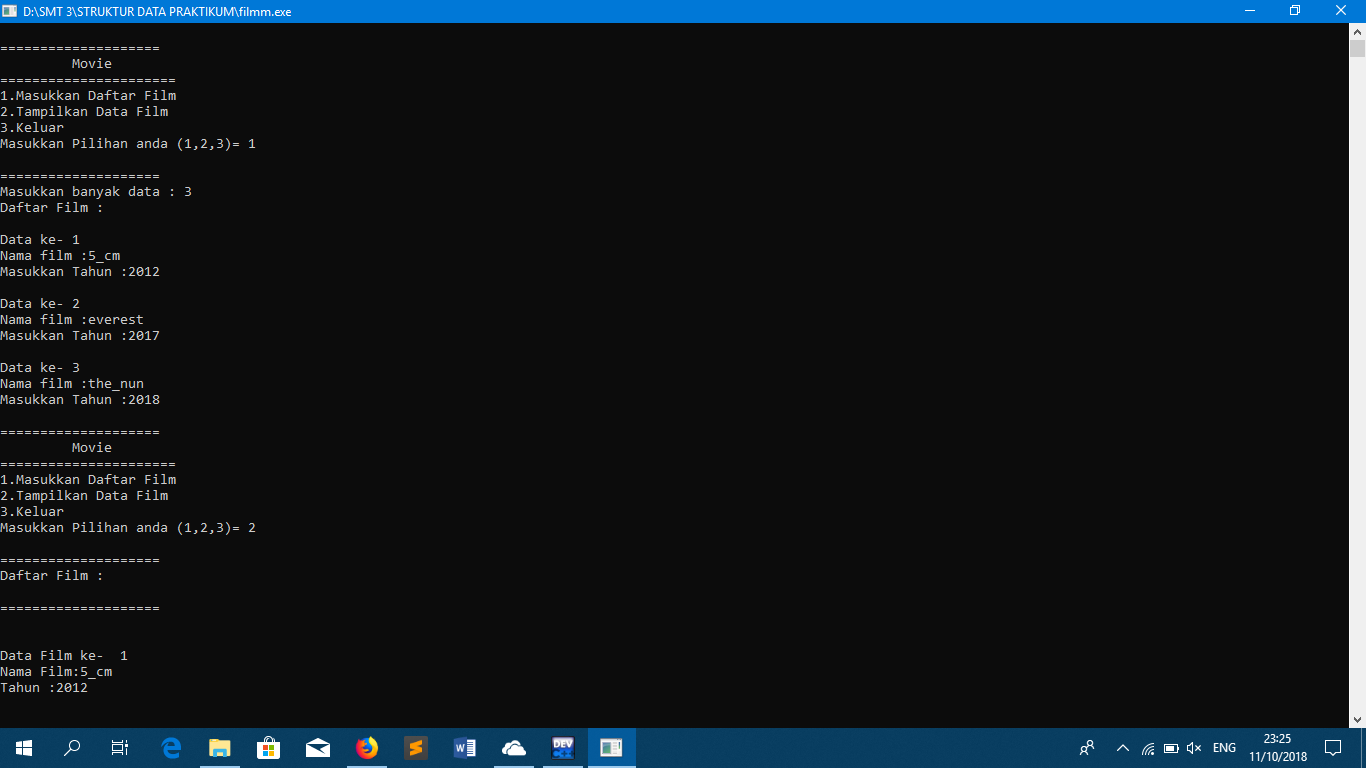 D:\SMT 3\STRUKTUR DATA PRAKTIKUM\filmm.exe
====================
Movie
======================
1.Masukkan Daftar Film
2.Tampilkan Data Film
3.Keluar
Masukkan Pilihan anda (1,2,3)= 1
====================
Masukkan banyak data : 3
Daftar Film :
Data ke- 1
Nama film :5_cm
Masukkan Tahun :2012
Data ke- 2
Nama film :everest
Masukkan Tahun :2017
Data ke- 3
Nama film :the_nun
Masukkan Tahun :2018
====================
Movie
======================
1.Masukkan Daftar Film
2.Tampilkan Data Film
3.Keluar
Masukkan Pilihan anda (1,2,3)= 2
====================
Daftar Film :
====================
Data Film ke-  1
Nama Film:5_cm
Tahun :2012
DEV
ENG
23:25
11/10/2018